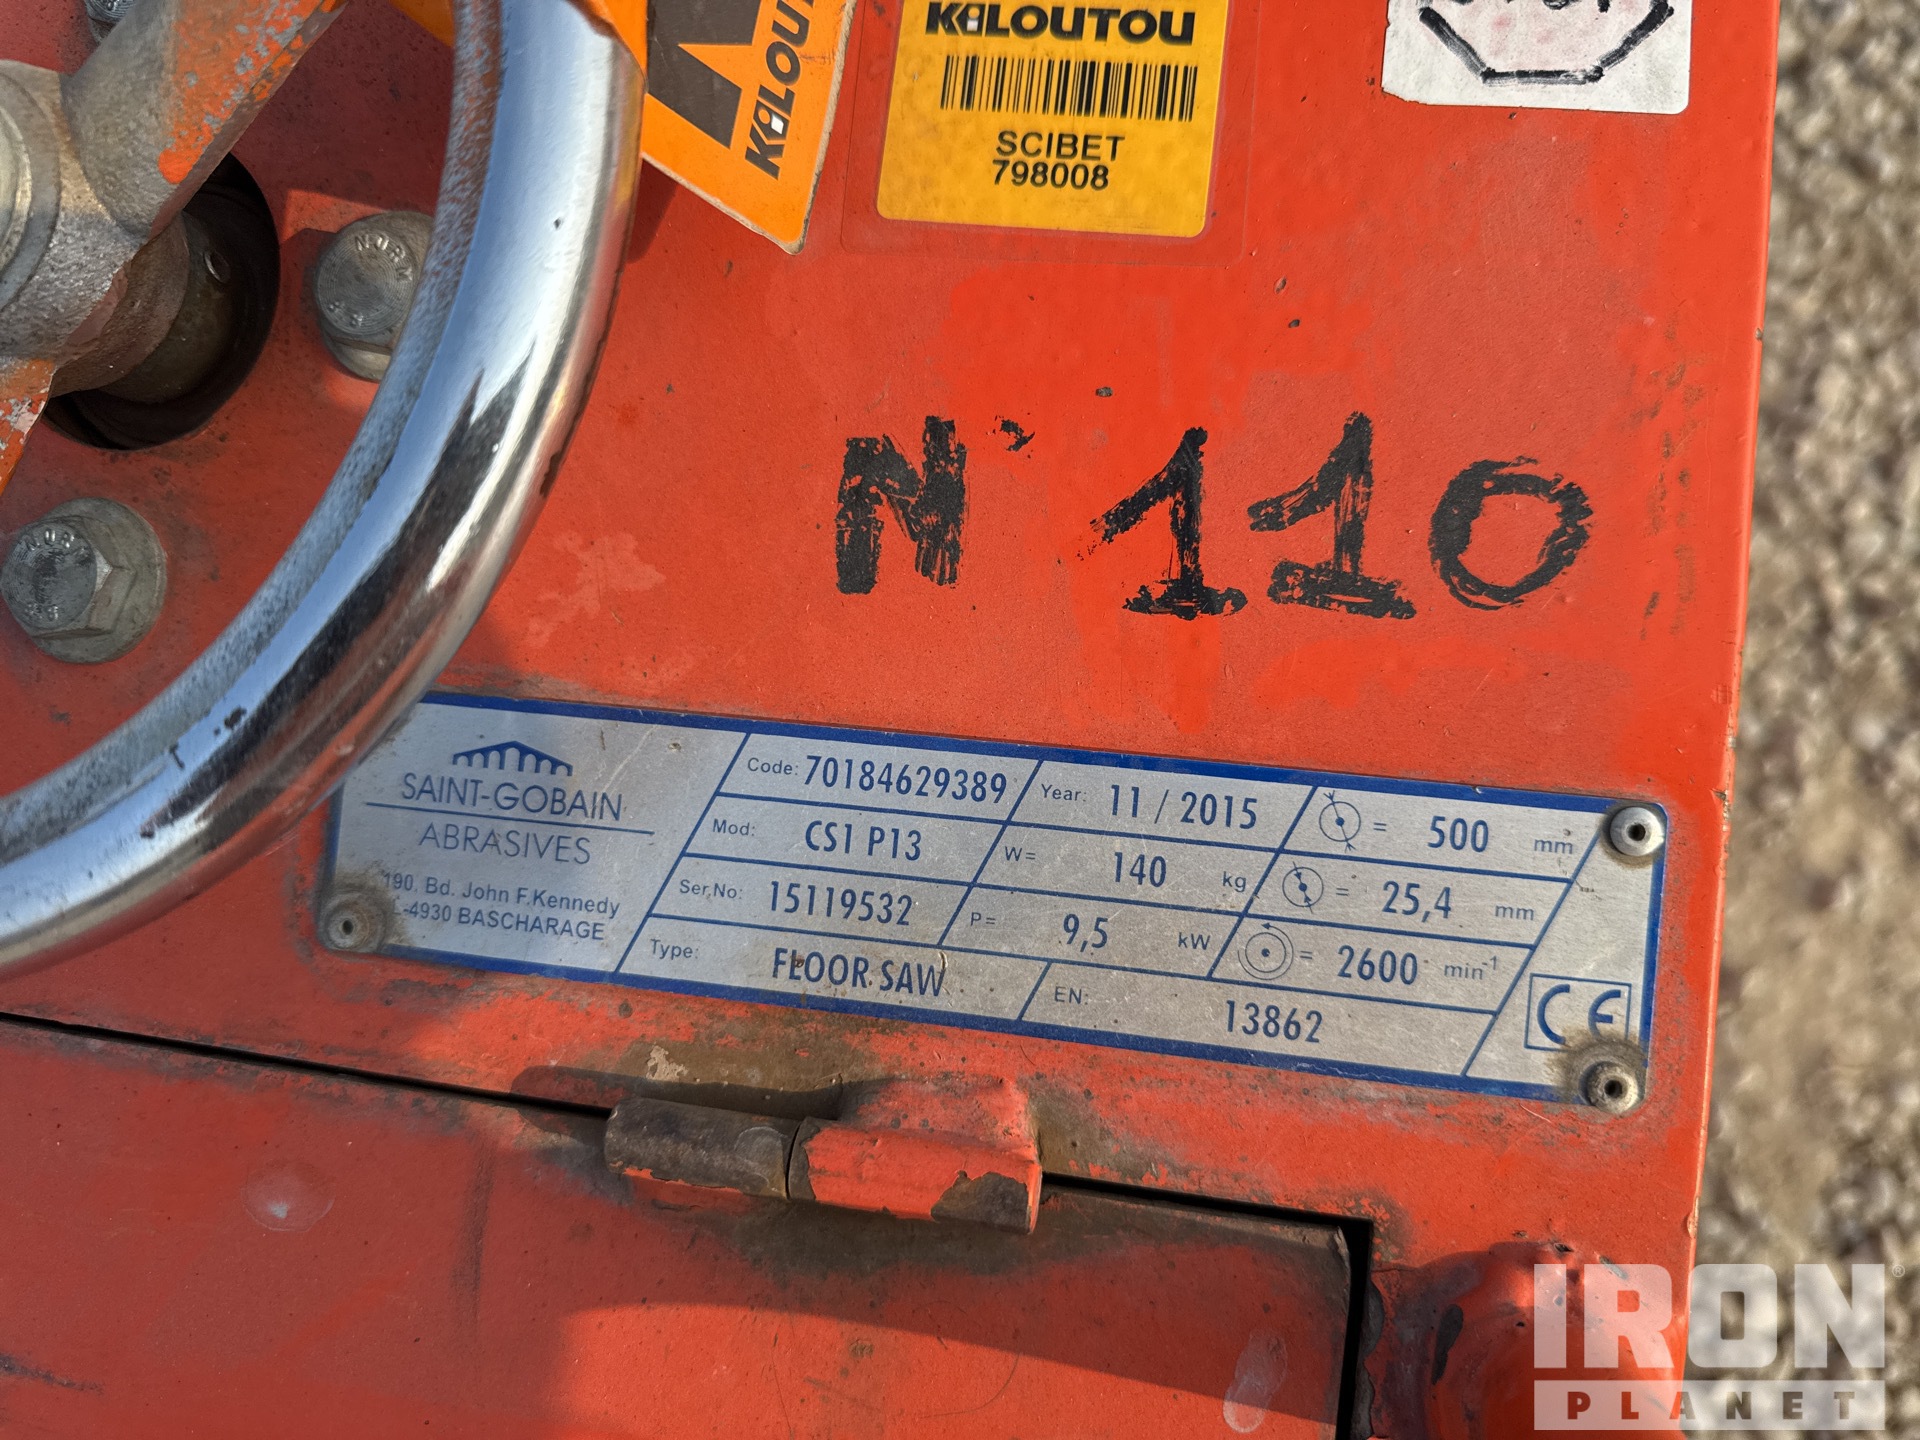 KiLOUTOU
KiLOU
SCIBET
798008
N° 110
SAINT-GOBAIN
ABRASIVES
190, Bd. John F.Kennedy
L-4930 BASCHARAGE
Code: 70184629389
Year: 11 / 2015
= 500 mm
Mod: CS1 P13
W= 140 kg
= 25,4 mm
Ser.No: 15119532
P= 9,5 kW
= 2600 min-1
Type: FLOOR SAW
EN: 13862
CE
NORM
NORM
IRON
PLANET
®